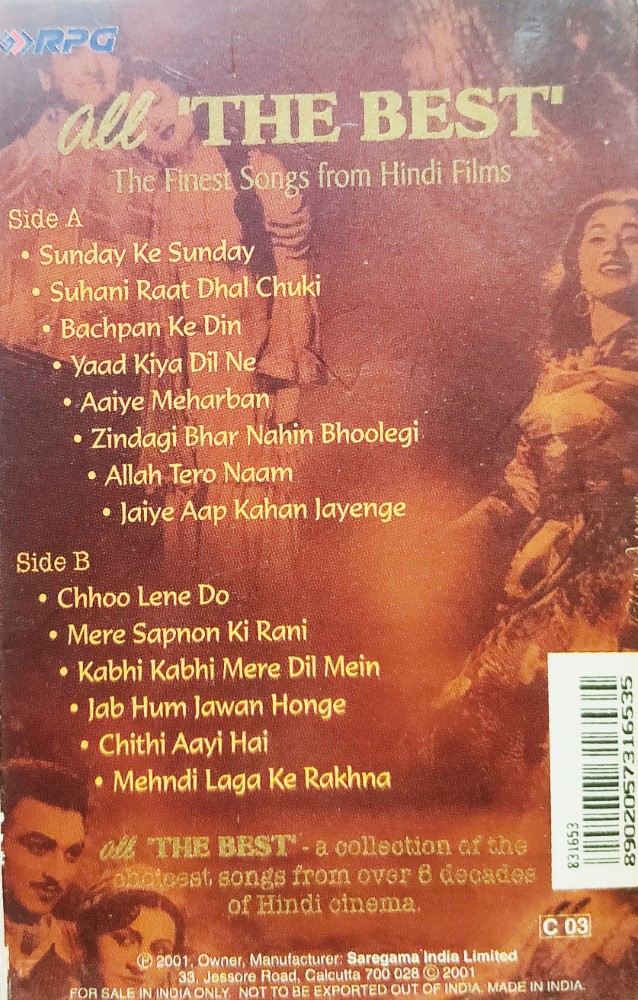 RPG
all 'THE BEST'
The Finest Songs from Hindi Films
Side A
• Sunday Ke Sunday
• Suhani Raat Dhal Chuki
• Bachpan Ke Din
• Yaad Kiya Dil Ne
• Aaiye Meharban
• Zindagi Bhar Nahin Bhoolegi
• Allah Tero Naam
• Jaiye Aap Kahan Jayenge
Side B
• Chhoo Lene Do
• Mere Sapnon Ki Rani
• Kabhi Kabhi Mere Dil Mein
• Jab Hum Jawan Honge
• Chithi Aayi Hai
• Mehndi Laga Ke Rakhna
all 'THE BEST' - a collection of the
choicest songs from over 6 decades
of Hindi cinema.
831653
8902057316535
C 03
℗ 2001, Owner, Manufacturer: Saregama India Limited
33, Jessore Road, Calcutta 700 028 © 2001
FOR SALE IN INDIA ONLY. NOT TO BE EXPORTED OUT OF INDIA. MADE IN INDIA.